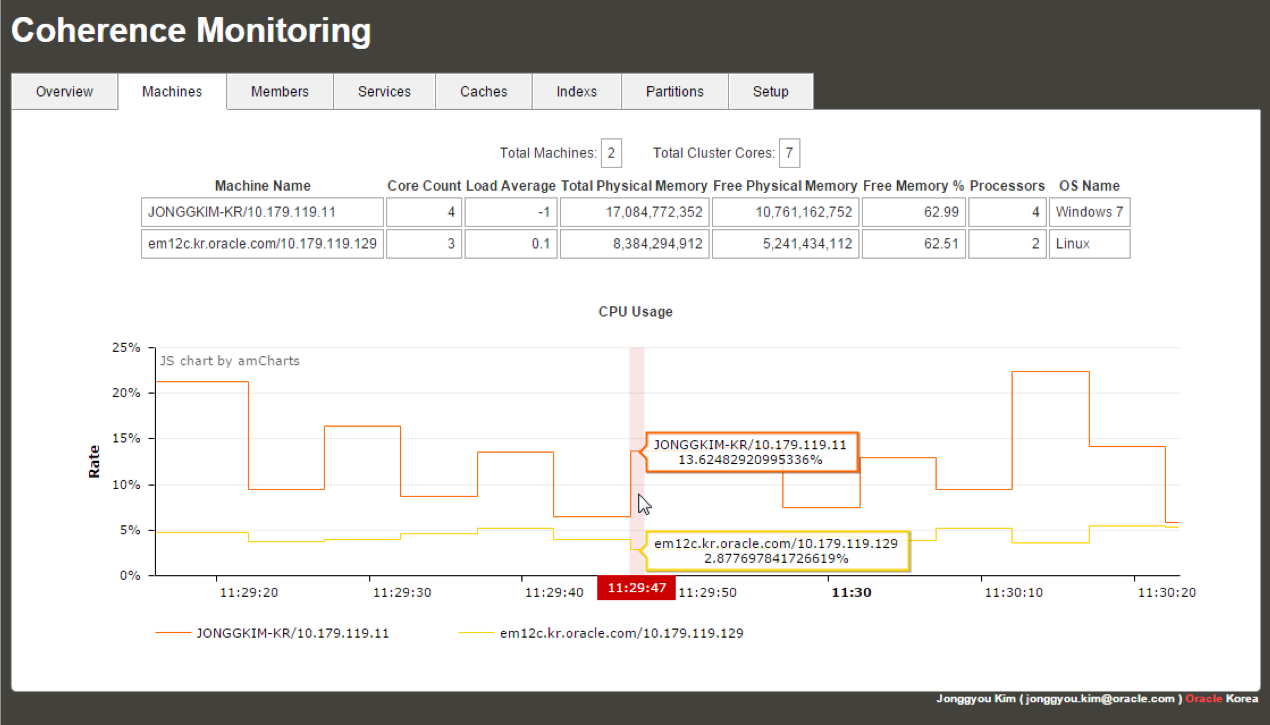 Coherence Monitoring
Overview Machines Members Services Caches Indexs Partitions Setup
Total Machines: 2 Total Cluster Cores: 7
Machine Name Core Count Load Average Total Physical Memory Free Physical Memory Free Memory % Processors OS Name
JONGGKIM-KR/10.179.119.11 4 -1 17,084,772,352 10,761,162,752 62.99 4 Windows 7
em12c.kr.oracle.com/10.179.119.129 3 0.1 8,384,294,912 5,241,434,112 62.51 2 Linux
CPU Usage
25%
JS chart by amCharts
20%
15%
10%
5%
0%
Rate
JONGGKIM-KR/10.179.119.11
13.62482920995336%
em12c.kr.oracle.com/10.179.119.129
2.877697841726619%
11:29:20 11:29:30 11:29:40 11:29:47 11:29:50 11:30 11:30:10 11:30:20
JONGGKIM-KR/10.179.119.11 em12c.kr.oracle.com/10.179.119.129
Jonggyou Kim ( jonggyou.kim@oracle.com ) Oracle Korea